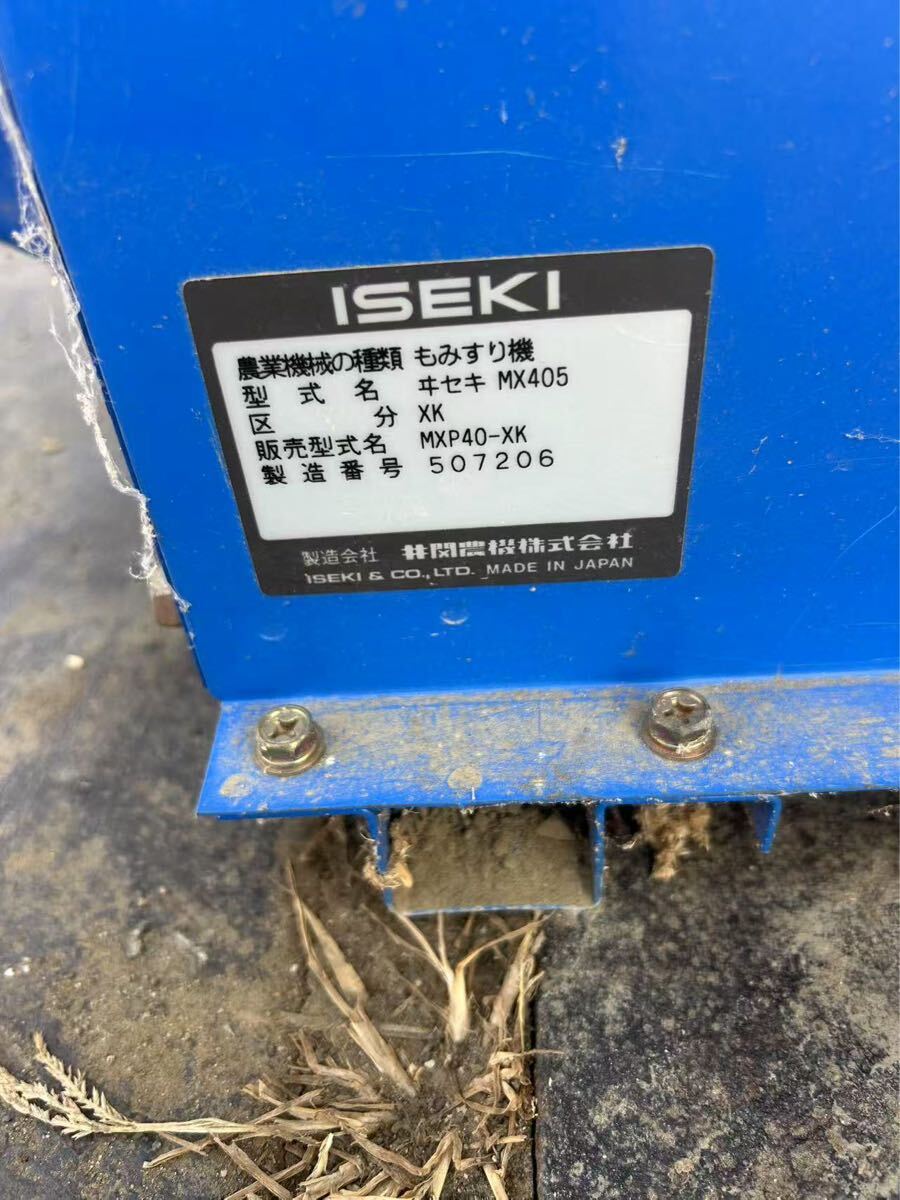 ISEKI
農業機械の種類 もみすり機
型式名 ヰセキ MX405
区分 XK
販売型式名 MXP40-XK
製造番号 507206
製造会社 井関農機株式会社
ISEKI & CO., LTD. MADE IN JAPAN